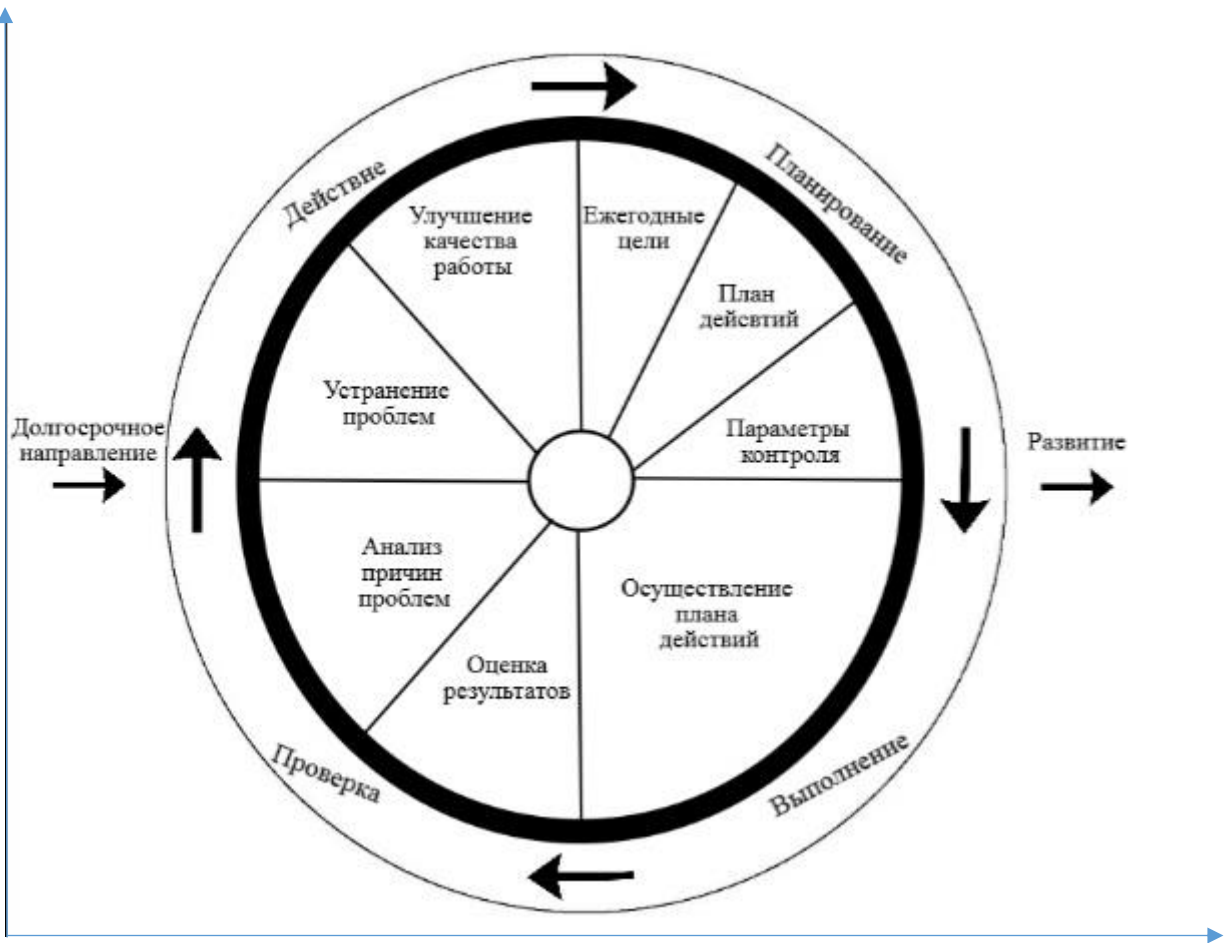 Действие
Планирование
Улучшение
качества
работы
Ежегодные
цели
План
дейсвтий
Устранение
проблем
Параметры
контроля
Долгосрочное
направление
Развитие
Анализ
причин
проблем
Осуществление
плана
действий
Оценка
результатов
Проверка
Выполнение